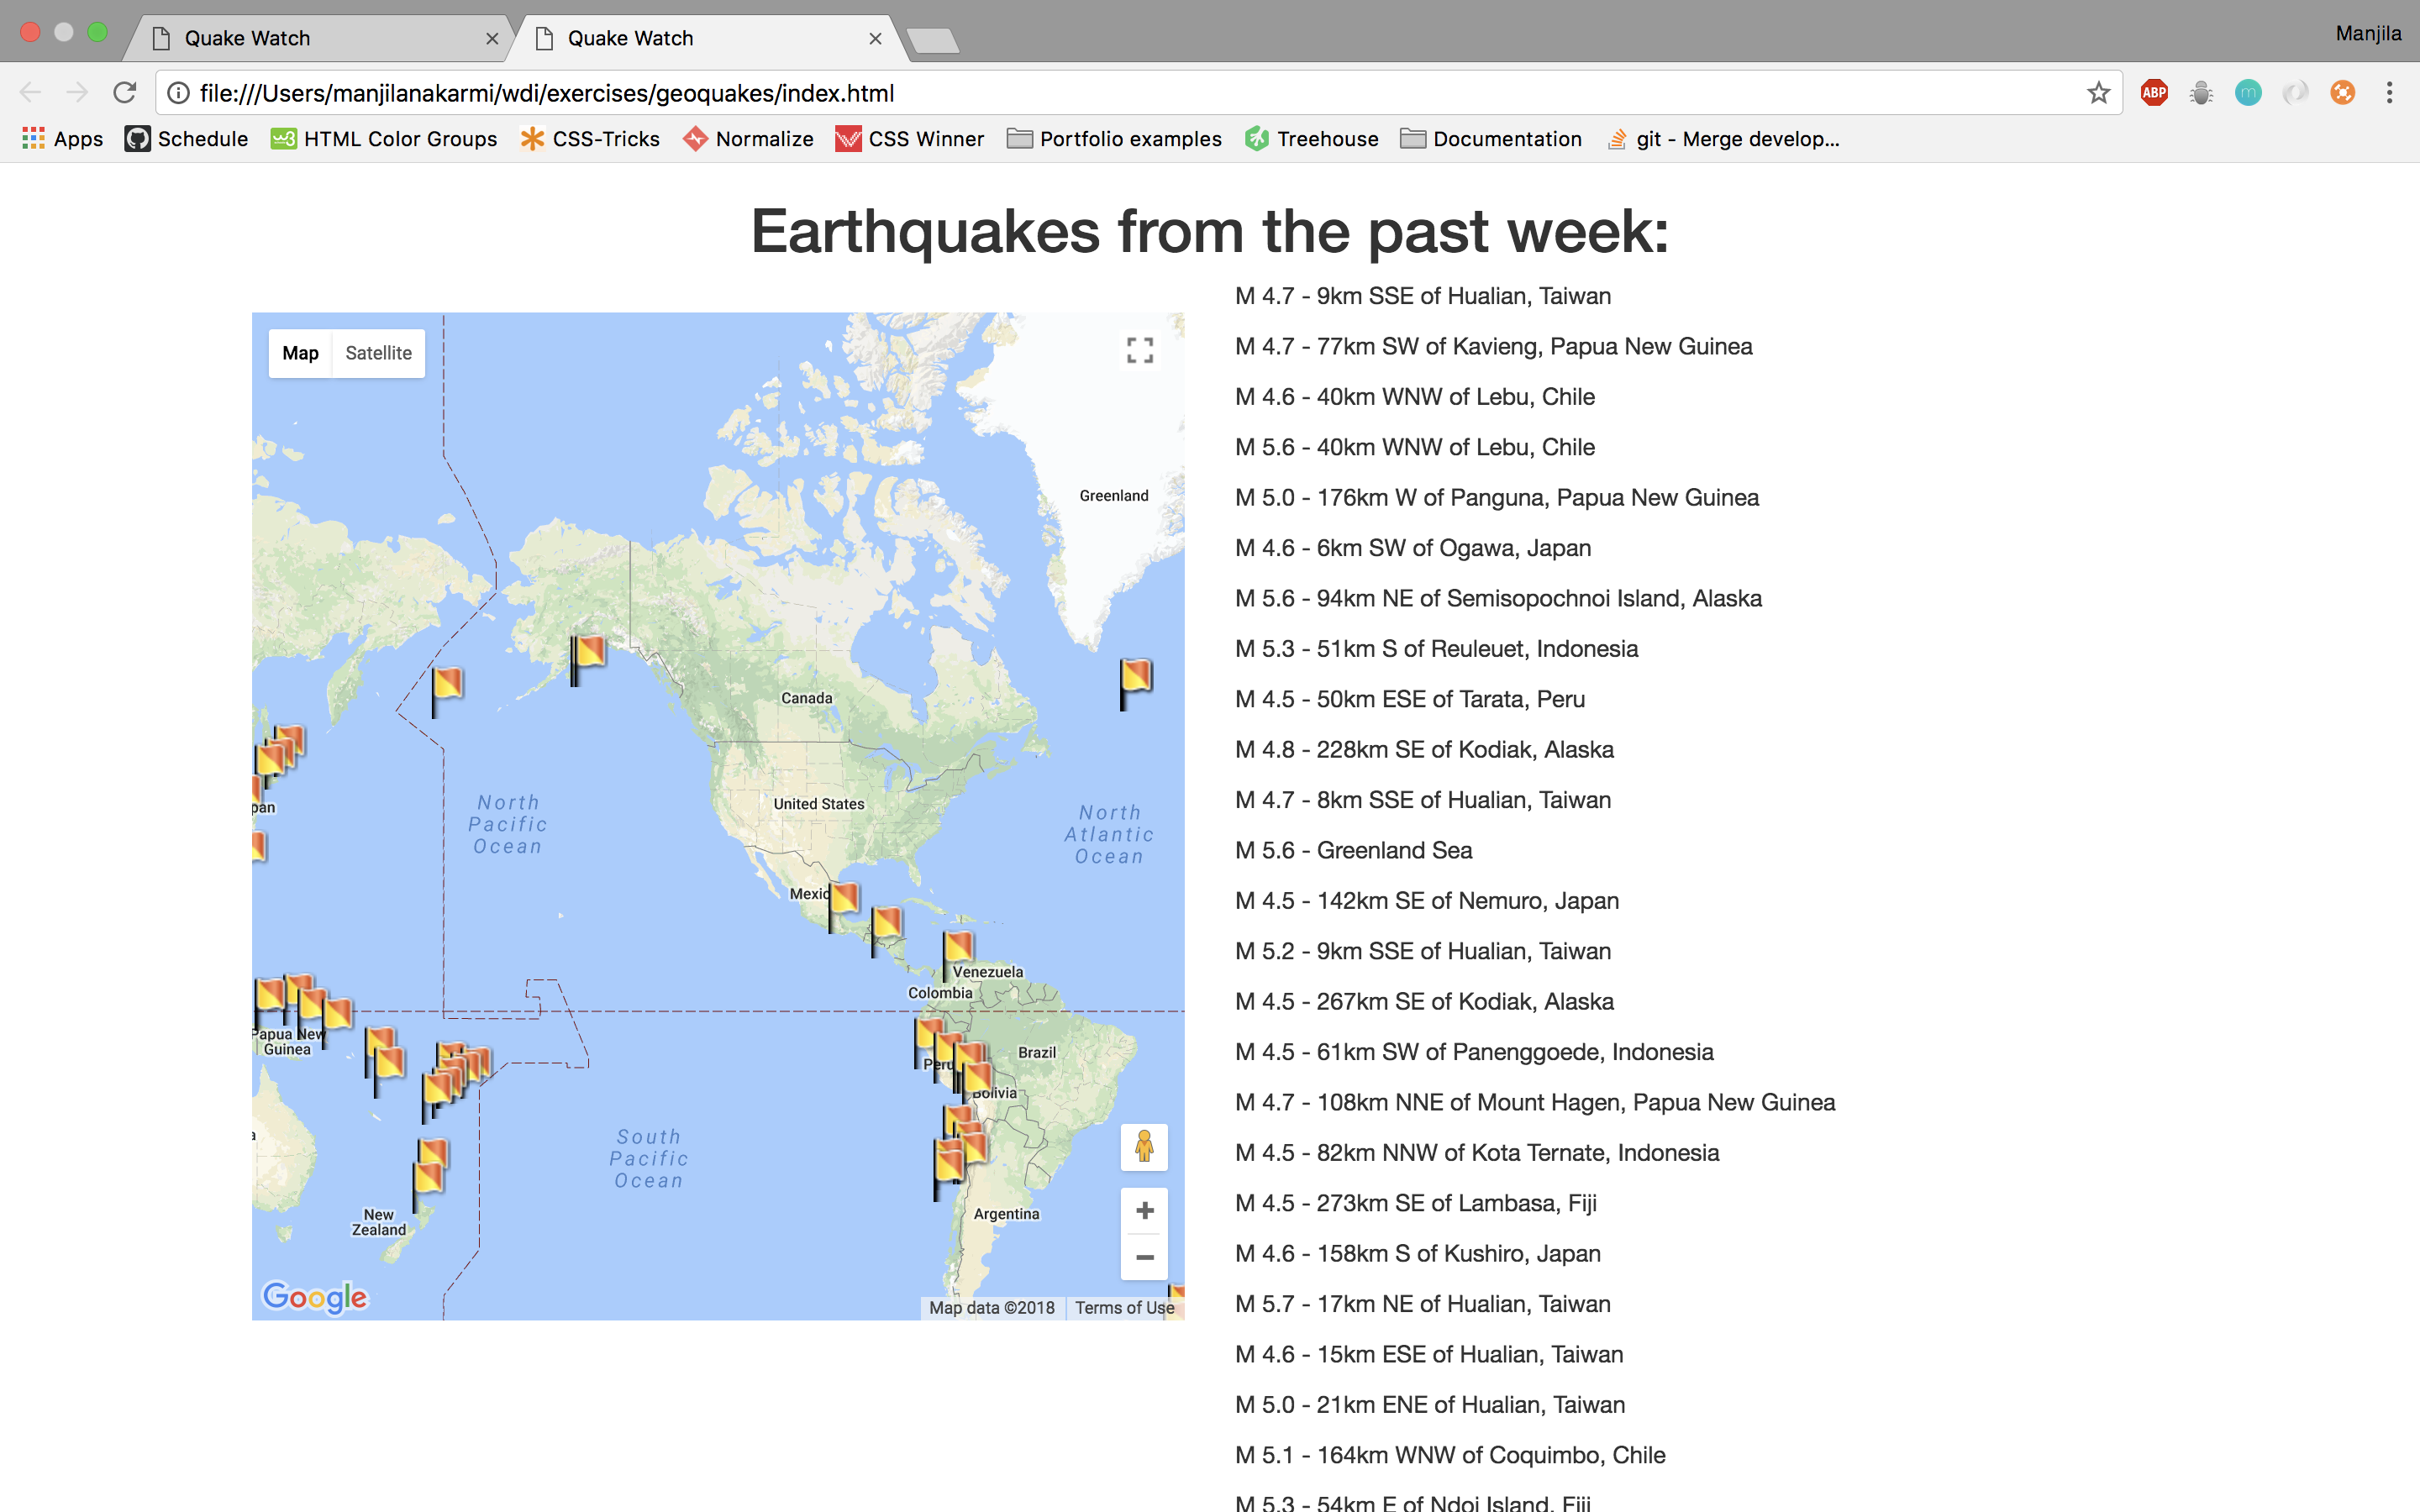 Quake Watch
Quake Watch
Manjila
file:///Users/manjilanakarmi/wdi/exercises/geoquakes/index.html
ABP
m
Apps
Schedule
w3
HTML Color Groups
CSS-Tricks
Normalize
CSS Winner
Portfolio examples
Treehouse
Documentation
git - Merge develop...
Earthquakes from the past week:
Map
Satellite
Greenland
Canada
pan
North
Pacific
Ocean
United States
North
Atlantic
Ocean
Mexic
Venezuela
Colombia
Papua New
Guinea
Peru
Brazil
Bolivia
a
South
Pacific
Ocean
New
Zealand
Argentina
Google
Map data ©2018
Terms of Use
M 4.7 - 9km SSE of Hualian, Taiwan
M 4.7 - 77km SW of Kavieng, Papua New Guinea
M 4.6 - 40km WNW of Lebu, Chile
M 5.6 - 40km WNW of Lebu, Chile
M 5.0 - 176km W of Panguna, Papua New Guinea
M 4.6 - 6km SW of Ogawa, Japan
M 5.6 - 94km NE of Semisopochnoi Island, Alaska
M 5.3 - 51km S of Reuleuet, Indonesia
M 4.5 - 50km ESE of Tarata, Peru
M 4.8 - 228km SE of Kodiak, Alaska
M 4.7 - 8km SSE of Hualian, Taiwan
M 5.6 - Greenland Sea
M 4.5 - 142km SE of Nemuro, Japan
M 5.2 - 9km SSE of Hualian, Taiwan
M 4.5 - 267km SE of Kodiak, Alaska
M 4.5 - 61km SW of Panenggoede, Indonesia
M 4.7 - 108km NNE of Mount Hagen, Papua New Guinea
M 4.5 - 82km NNW of Kota Ternate, Indonesia
M 4.5 - 273km SE of Lambasa, Fiji
M 4.6 - 158km S of Kushiro, Japan
M 5.7 - 17km NE of Hualian, Taiwan
M 4.6 - 15km ESE of Hualian, Taiwan
M 5.0 - 21km ENE of Hualian, Taiwan
M 5.1 - 164km WNW of Coquimbo, Chile
M 5.3 - 54km E of Ndoi Island, Fiji